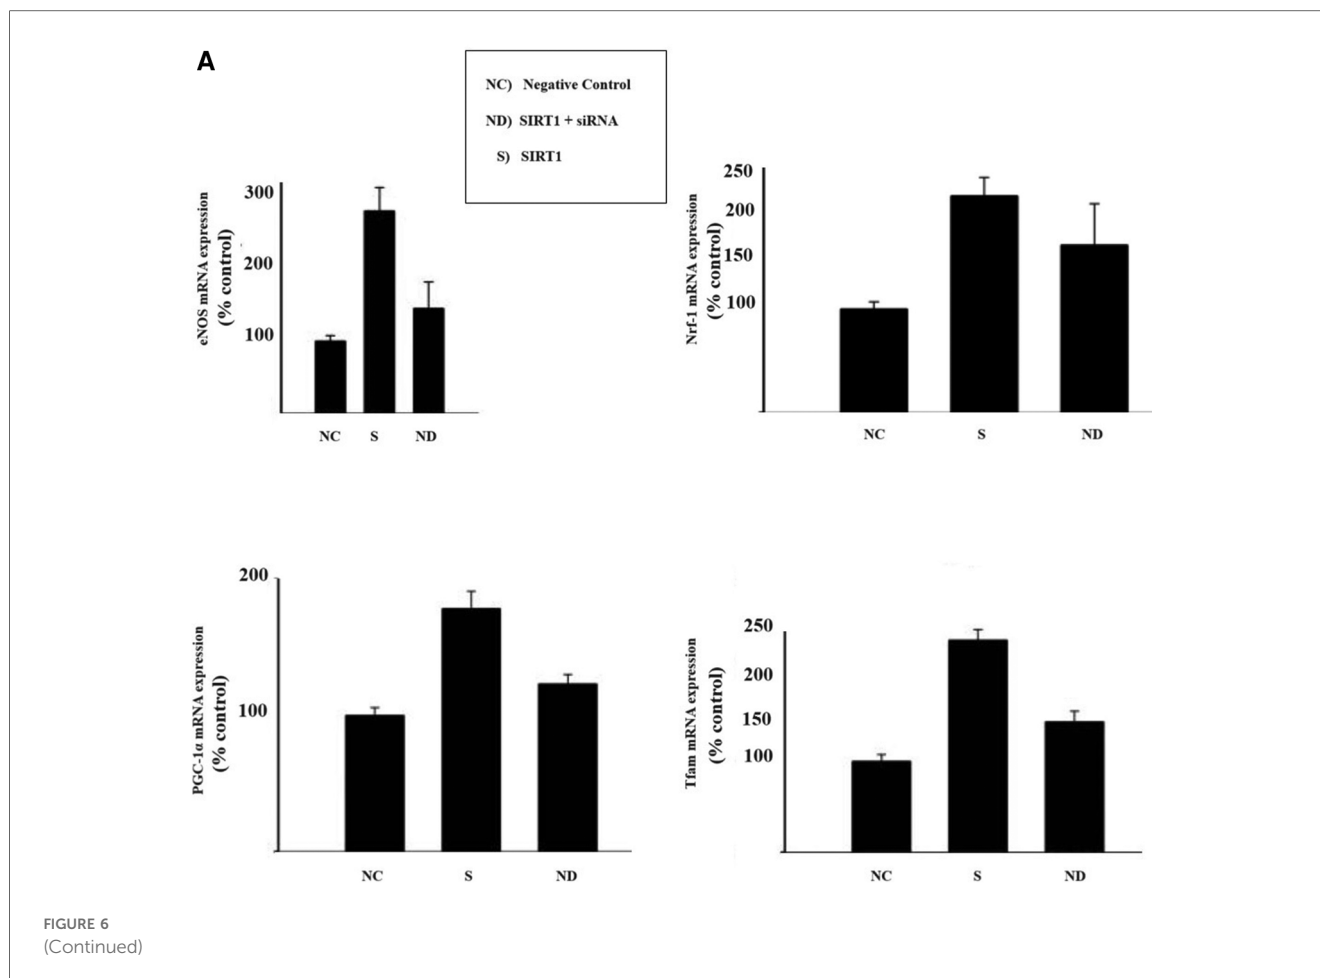 A
NC) Negative Control
ND) SIRT1 + siRNA
S) SIRT1
eNOS mRNA expression
(% control)
300
200
100
NC S ND
Nrf-1 mRNA expression
(% control)
250
200
150
100
NC S ND
PGC-1α mRNA expression
(% control)
200
100
NC S ND
Tfam mRNA expression
(% control)
250
200
150
100
NC S ND
FIGURE 6
(Continued)